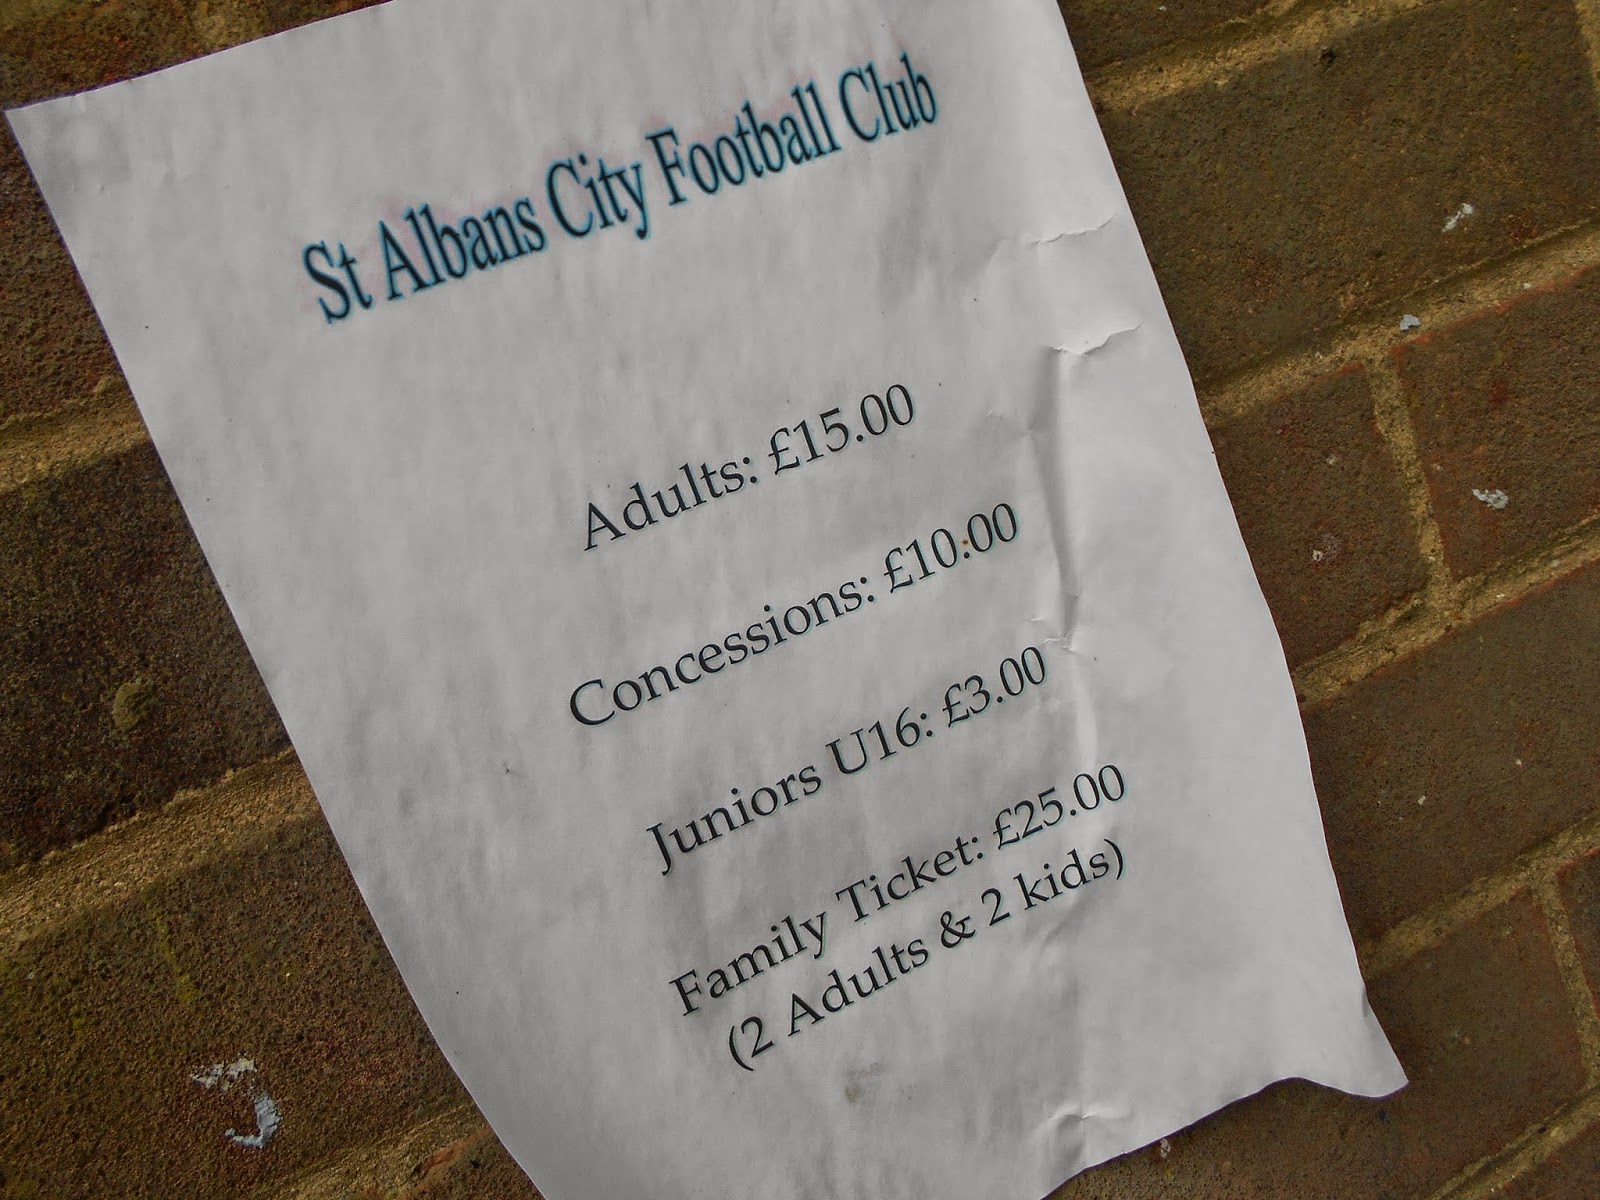 St Albans City Football Club
Adults: £15.00
Concessions: £10:00
Juniors U16: £3.00
Family Ticket: £25.00
(2 Adults & 2 kids)